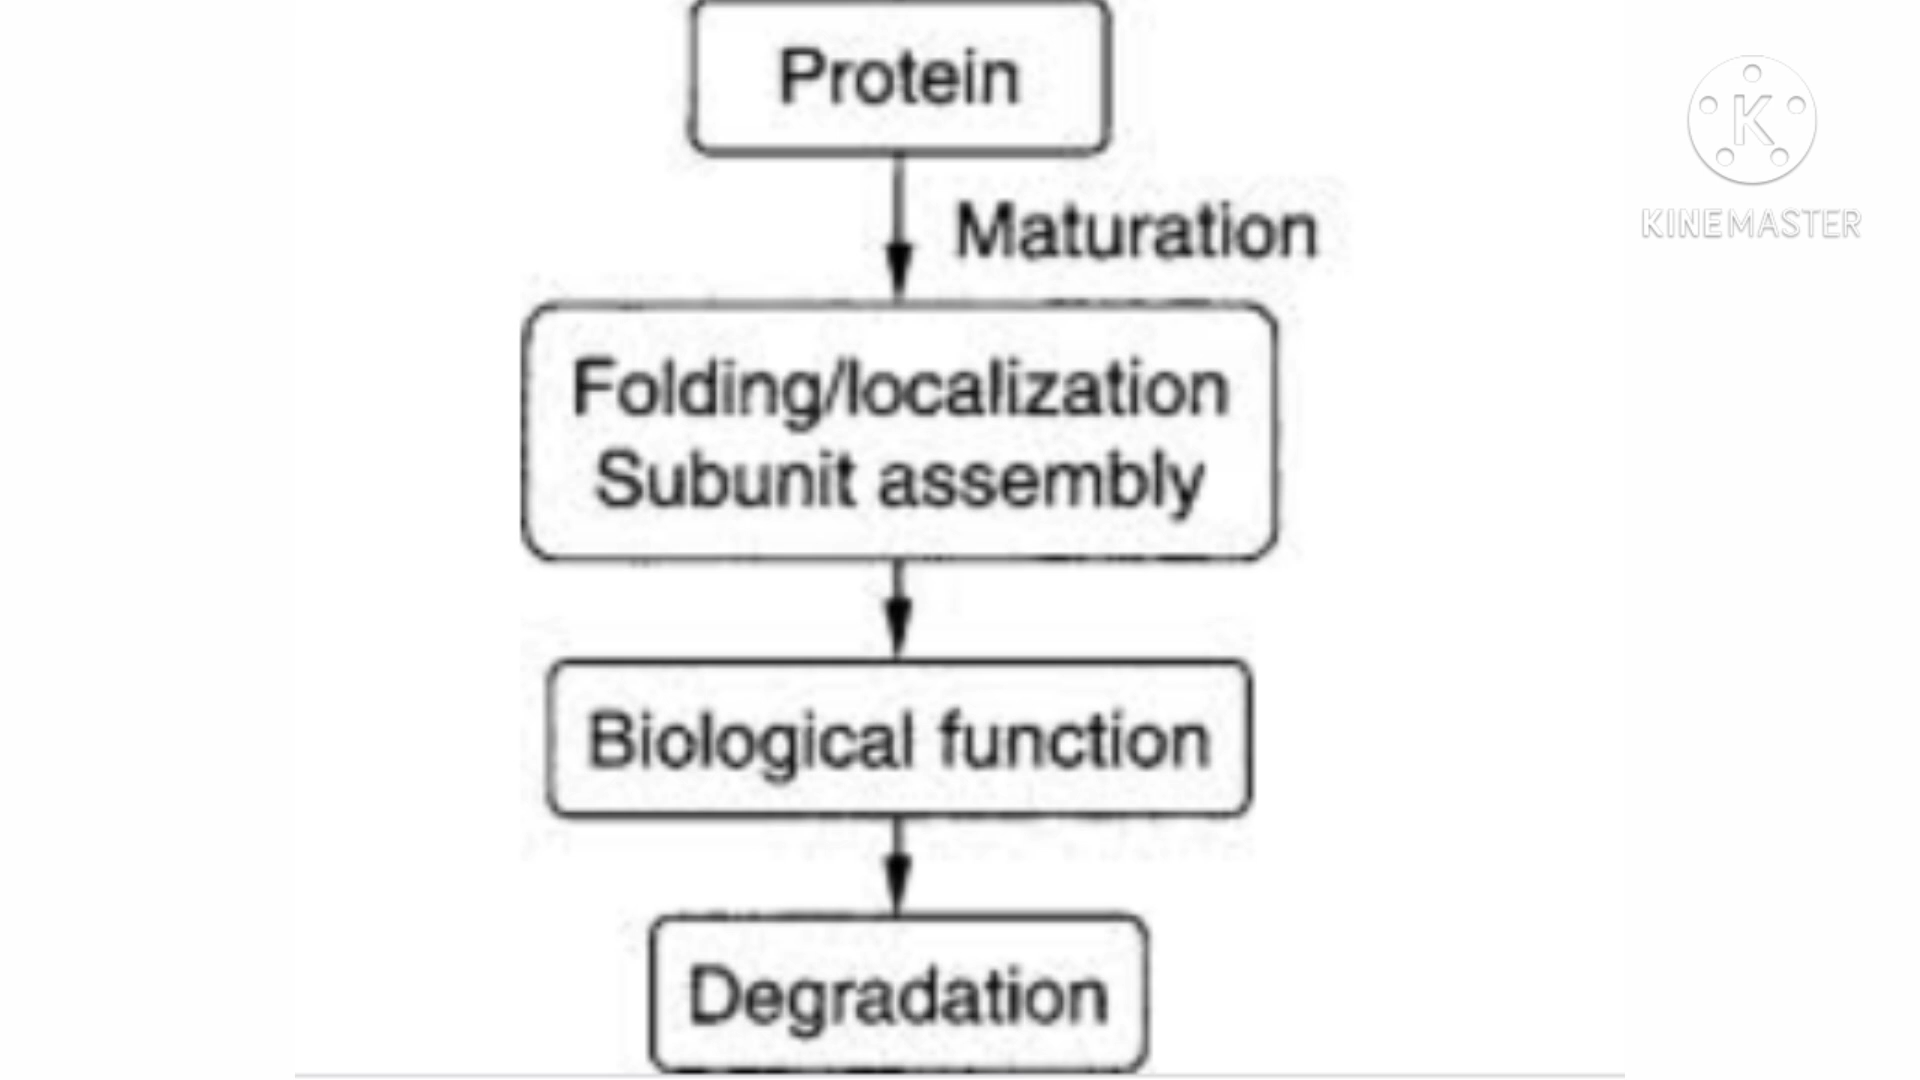 Protein
Maturation
Folding/localization
Subunit assembly
Biological function
Degradation
K
KINEMASTER